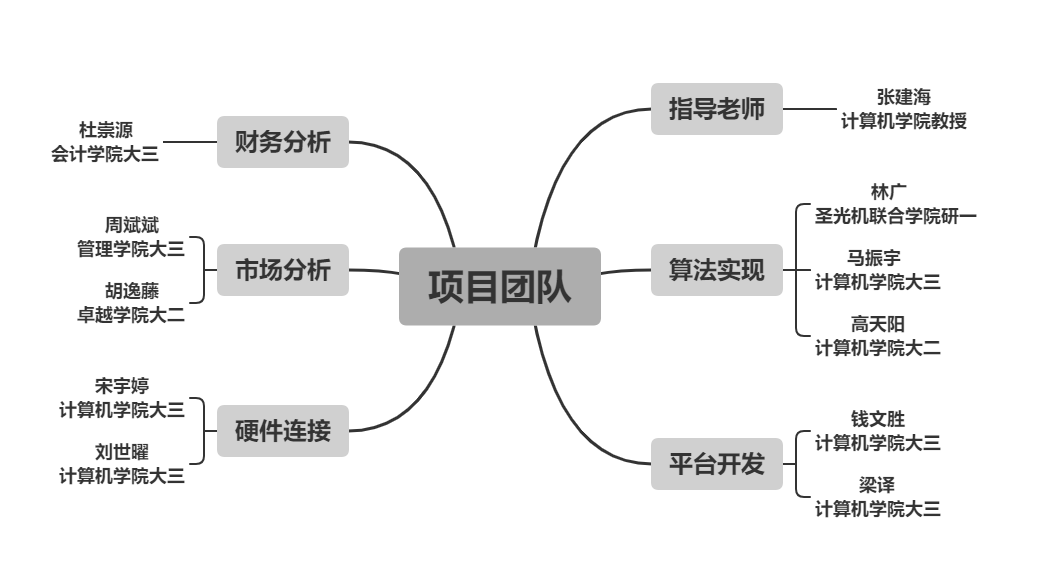 项目团队
指导老师
张建海
计算机学院教授
算法实现
林广
圣光机联合学院研一
马振宇
计算机学院大三
高天阳
计算机学院大二
平台开发
钱文胜
计算机学院大三
梁译
计算机学院大三
财务分析
杜崇源
会计学院大三
市场分析
周斌斌
管理学院大三
胡逸藤
卓越学院大二
硬件连接
宋宇婷
计算机学院大三
刘世曜
计算机学院大三